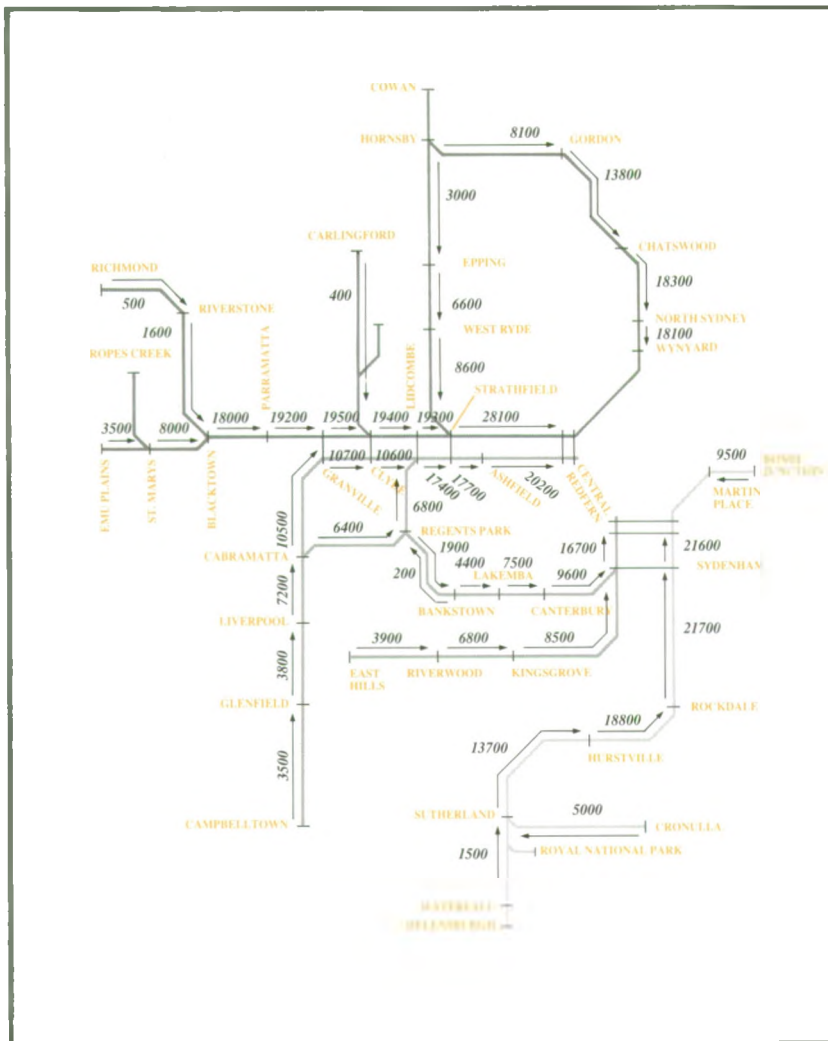 COWAN
HORNSBY
8100
GORDON
13800
3000
CARLINGFORD
CHATSWOOD
EPPING
RICHMOND
18300
400
500
RIVERSTONE
6600
NORTH SYDNEY
1600
WEST RYDE
18100
WYNYARD
ROPES CREEK
PARRAMATTA
LIDCOMBE
8600
STRATHFIELD
3500
8000
18000
19200
19500
19400
19300
28100
10700
10600
17400
17700
20200
EMU PLAINS
ST. MARYS
BLACKTOWN
GRANVILLE
CLYDE
ASHFIELD
CENTRAL
REDFERN
9500
MARTIN
PLACE
10500
6800
6400
REGENTS PARK
1900
16700
21600
CABRAMATTA
200
4400
7500
LAKEMBA
9600
SYDENHAM
7200
BANKSTOWN
CANTERBURY
LIVERPOOL
3900
6800
8500
21700
3800
EAST
HILLS
RIVERWOOD
KINGSGROVE
GLENFIELD
ROCKDALE
18800
13700
HURSTVILLE
3500
5000
SUTHERLAND
CAMPBELLTOWN
CRONULLA
1500
ROYAL NATIONAL PARK